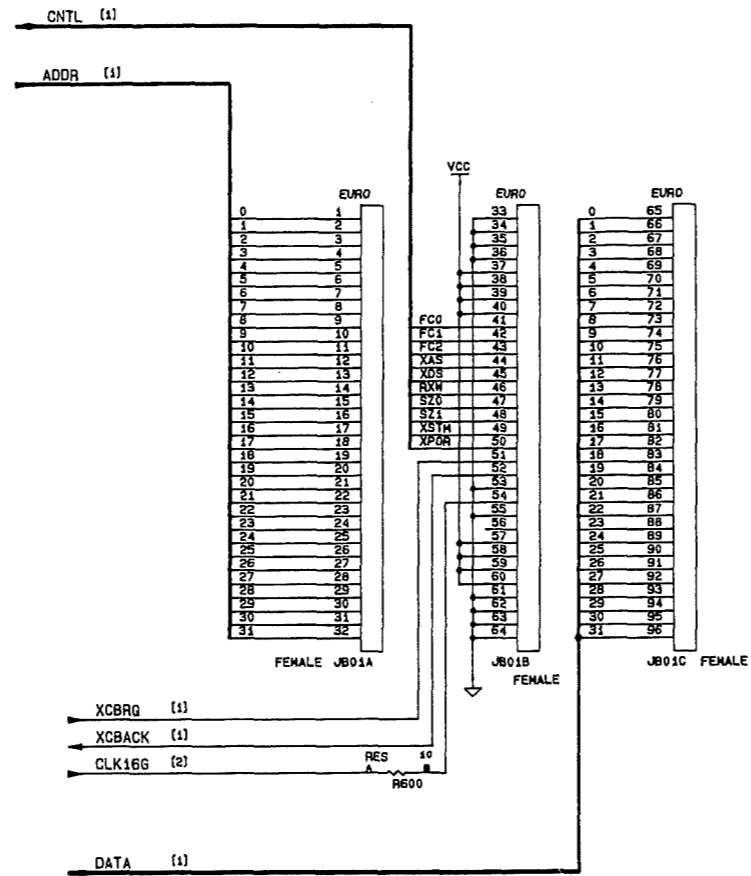 CNTL [1]
ADDR [1]
VCC
EURO EURO EURO
0 1 33 0 65
1 2 34 1 66
2 3 35 2 67
3 4 36 3 68
4 5 37 4 69
5 6 38 5 70
6 7 39 6 71
7 8 40 7 72
8 9 FC0 41 8 73
9 10 FC1 42 9 74
10 11 FC2 43 10 75
11 12 XAS 44 11 76
12 13 XDS 45 12 77
13 14 RXW 46 13 78
14 15 SZ0 47 14 79
15 16 SZ1 48 15 80
16 17 XSTM 49 16 81
17 18 XPOR 50 17 82
18 19 51 18 83
19 20 52 19 84
20 21 53 20 85
21 22 54 21 86
22 23 55 22 87
23 24 56 23 88
24 25 57 24 89
25 26 58 25 90
26 27 59 26 91
27 28 60 27 92
28 29 61 28 93
29 30 62 29 94
30 31 63 30 95
31 32 64 31 96
FEMALE JB01A JB01B FEMALE JB01C FEMALE
XCBRQ [1]
XCBACK [1]
CLK16G [2] RES 10
R600
DATA [1]